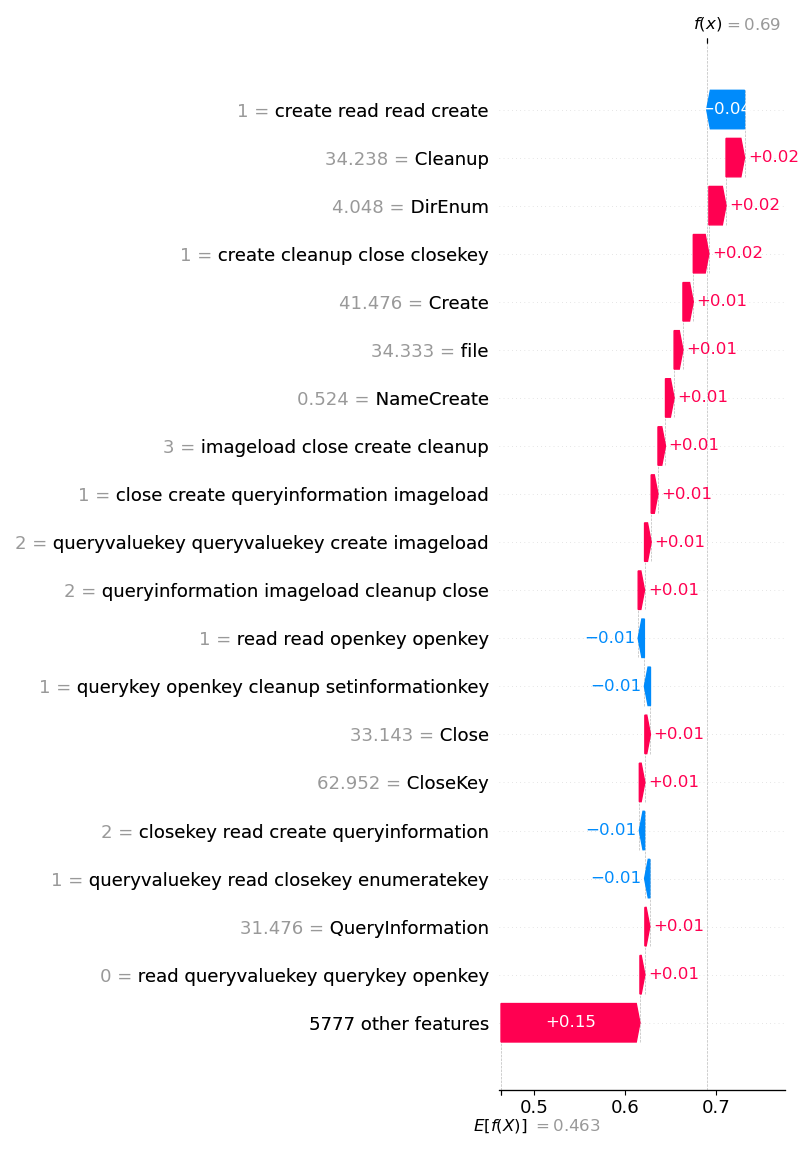 f(x) = 0.69
1 = create read read create
−0.04
34.238 = Cleanup
+0.02
4.048 = DirEnum
+0.02
1 = create cleanup close closekey
+0.02
41.476 = Create
+0.01
34.333 = file
+0.01
0.524 = NameCreate
+0.01
3 = imageload close create cleanup
+0.01
1 = close create queryinformation imageload
+0.01
2 = queryvaluekey queryvaluekey create imageload
+0.01
2 = queryinformation imageload cleanup close
+0.01
1 = read read openkey openkey
−0.01
1 = querykey openkey cleanup setinformationkey
−0.01
33.143 = Close
+0.01
62.952 = CloseKey
+0.01
2 = closekey read create queryinformation
−0.01
1 = queryvaluekey read closekey enumeratekey
−0.01
31.476 = QueryInformation
+0.01
0 = read queryvaluekey querykey openkey
+0.01
5777 other features
+0.15
0.5 0.6 0.7
E[f(X)] = 0.463